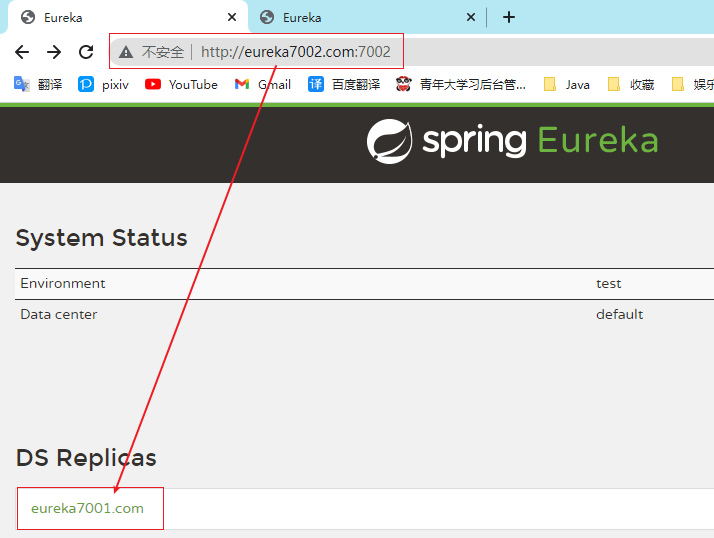 Eureka
Eureka
不安全 http://eureka7002.com:7002
翻译 pixiv YouTube Gmail 译 百度翻译 青年大学习后台管... Java 收藏 娱乐
spring Eureka
System Status
Environment test
Data center default
DS Replicas
eureka7001.com